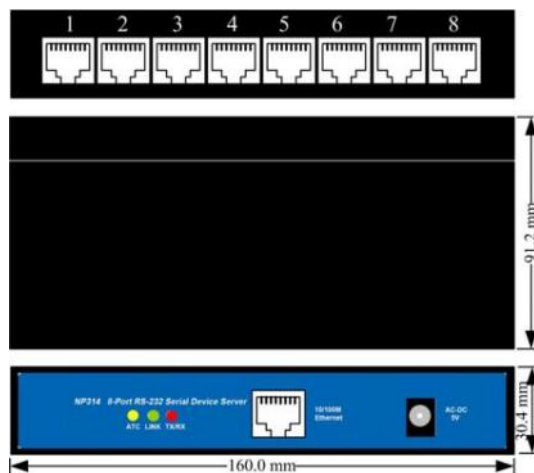 1 2 3 4 5 6 7 8
91.2 mm
NP314 8-Port RS-232 Serial Device Server
ATC LINK TX/RX
10/100M
Ethernet
AC-DC
5V
30.4 mm
160.0 mm